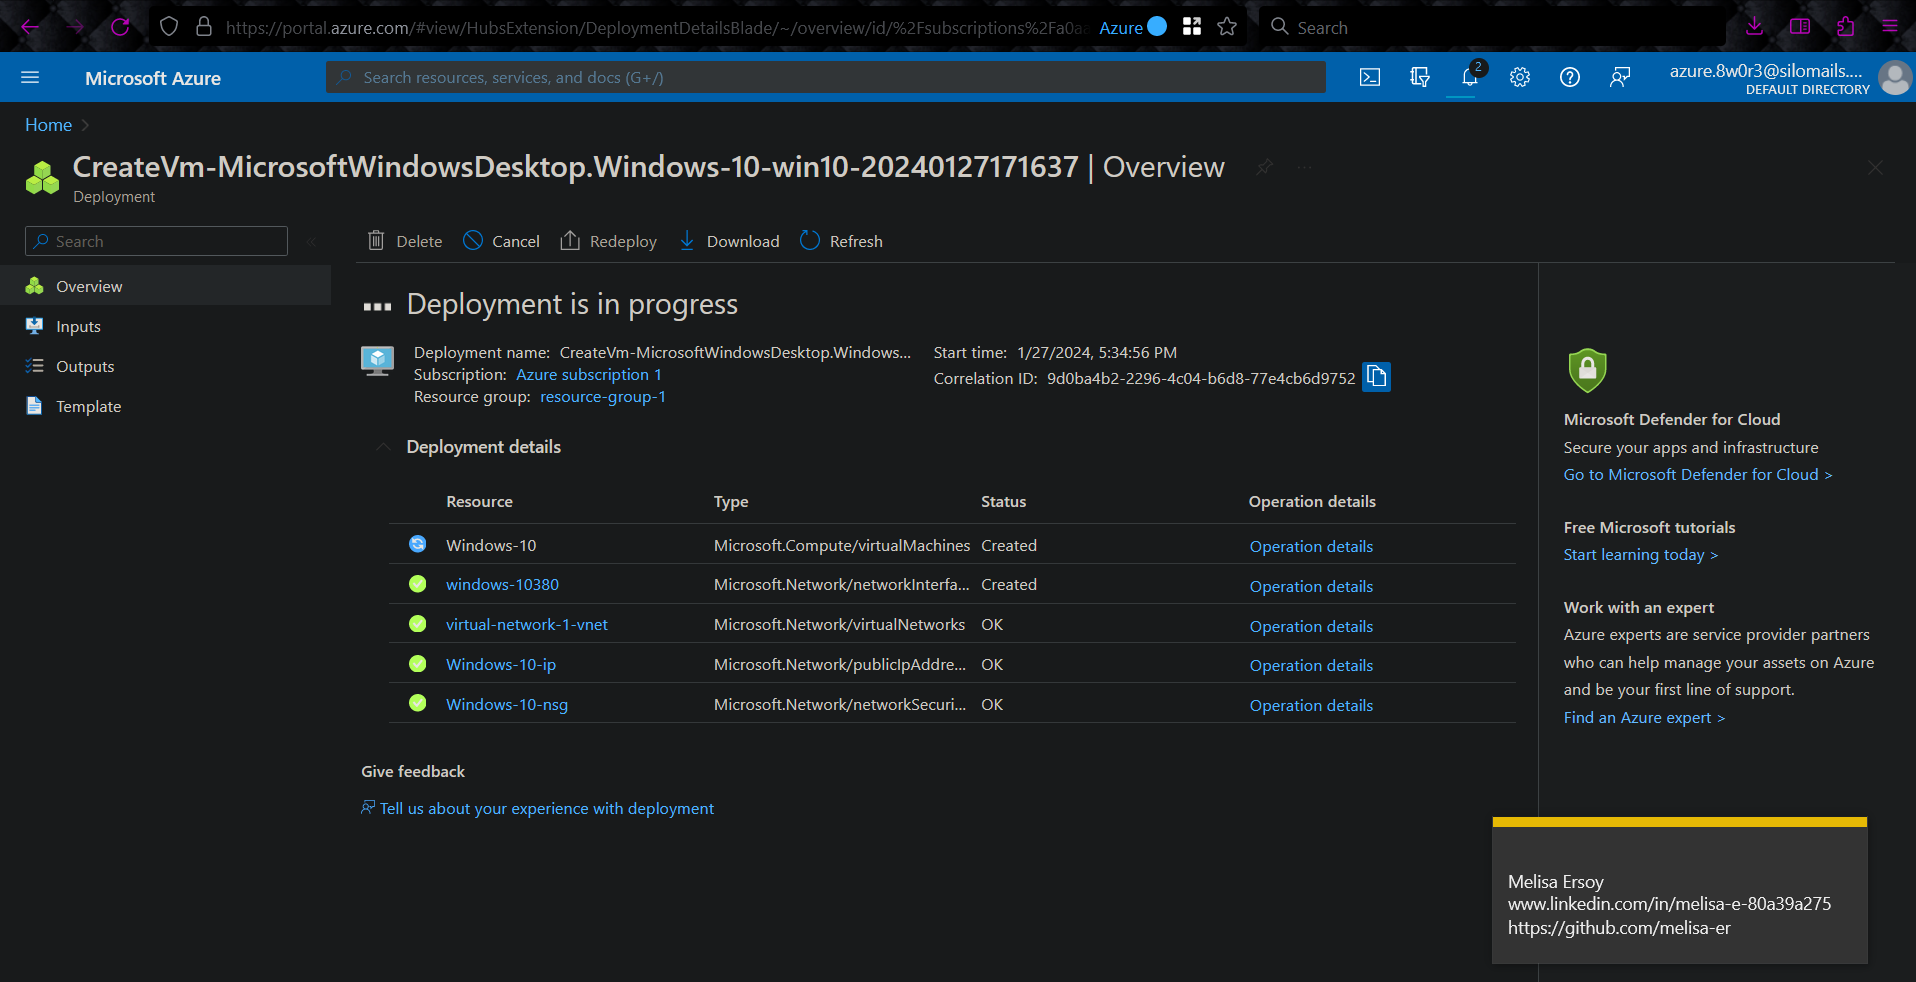 https://portal.azure.com/#view/HubsExtension/DeploymentDetailsBlade/~/overview/id/%2Fsubscriptions%2Fa0a
Azure
Search
Microsoft Azure
Search resources, services, and docs (G+/)
2
azure.8w0r3@silomails....
DEFAULT DIRECTORY
Home
CreateVm-MicrosoftWindowsDesktop.Windows-10-win10-20240127171637 | Overview
Deployment
Search
Overview
Inputs
Outputs
Template
Delete
Cancel
Redeploy
Download
Refresh
Deployment is in progress
Deployment name: CreateVm-MicrosoftWindowsDesktop.Windows...
Subscription: Azure subscription 1
Resource group: resource-group-1
Start time: 1/27/2024, 5:34:56 PM
Correlation ID: 9d0ba4b2-2296-4c04-b6d8-77e4cb6d9752
Deployment details
Resource Type Status Operation details
Windows-10 Microsoft.Compute/virtualMachines Created Operation details
windows-10380 Microsoft.Network/networkInterfa... Created Operation details
virtual-network-1-vnet Microsoft.Network/virtualNetworks OK Operation details
Windows-10-ip Microsoft.Network/publicIpAddre... OK Operation details
Windows-10-nsg Microsoft.Network/networkSecuri... OK Operation details
Give feedback
Tell us about your experience with deployment
Microsoft Defender for Cloud
Secure your apps and infrastructure
Go to Microsoft Defender for Cloud >
Free Microsoft tutorials
Start learning today >
Work with an expert
Azure experts are service provider partners
who can help manage your assets on Azure
and be your first line of support.
Find an Azure expert >
Melisa Ersoy
www.linkedin.com/in/melisa-e-80a39a275
https://github.com/melisa-er